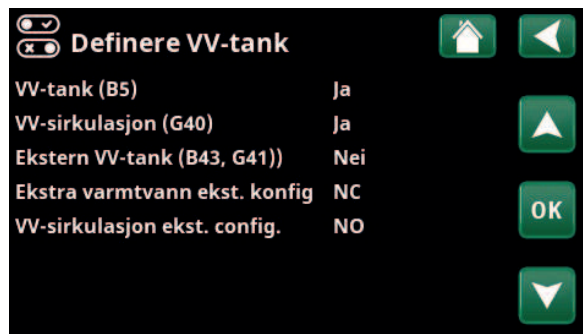 Definere VV-tank
VV-tank (B5) Ja
VV-sirkulasjon (G40) Ja
Ekstern VV-tank (B43, G41)) Nei
Ekstra varmtvann ekst. konfig NC
VV-sirkulasjon ekst. config. NO
OK